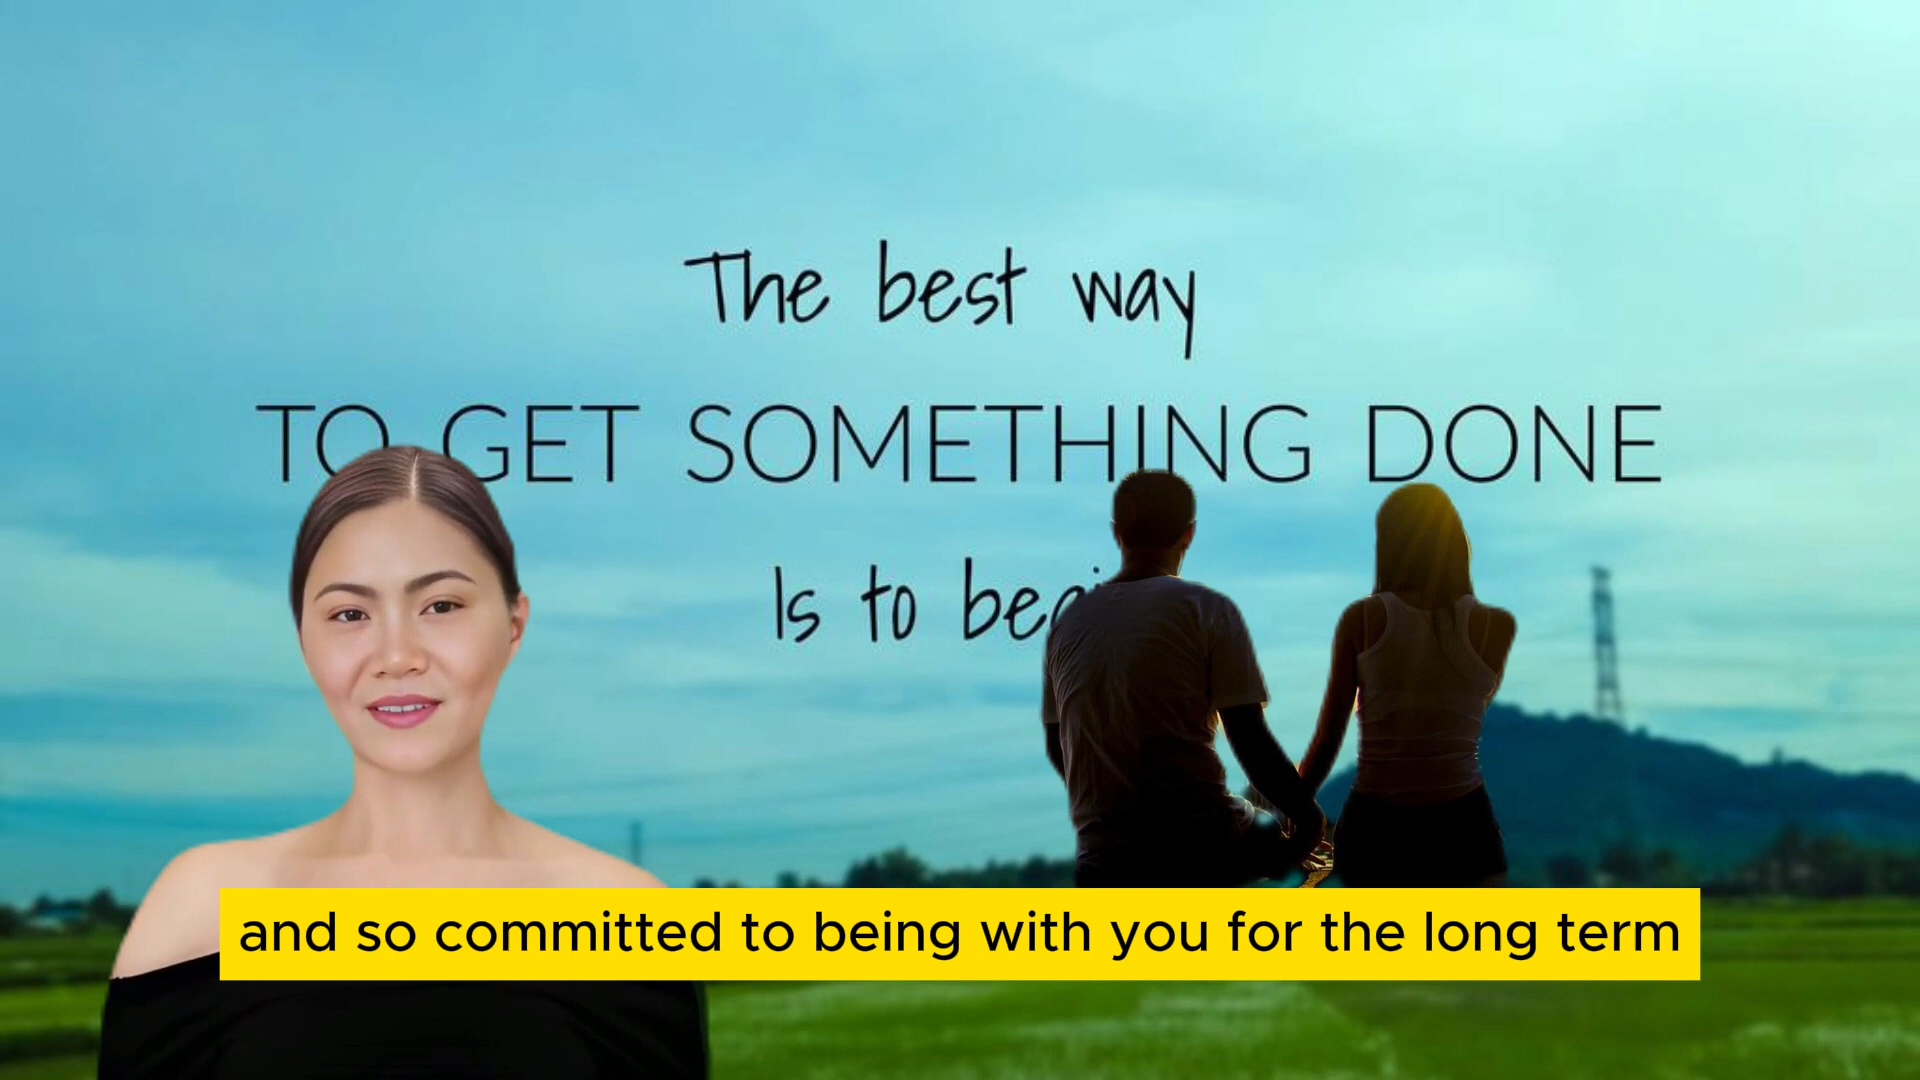 The best way
TO GET SOMETHING DONE
Is to
and so committed to being with you for the long term